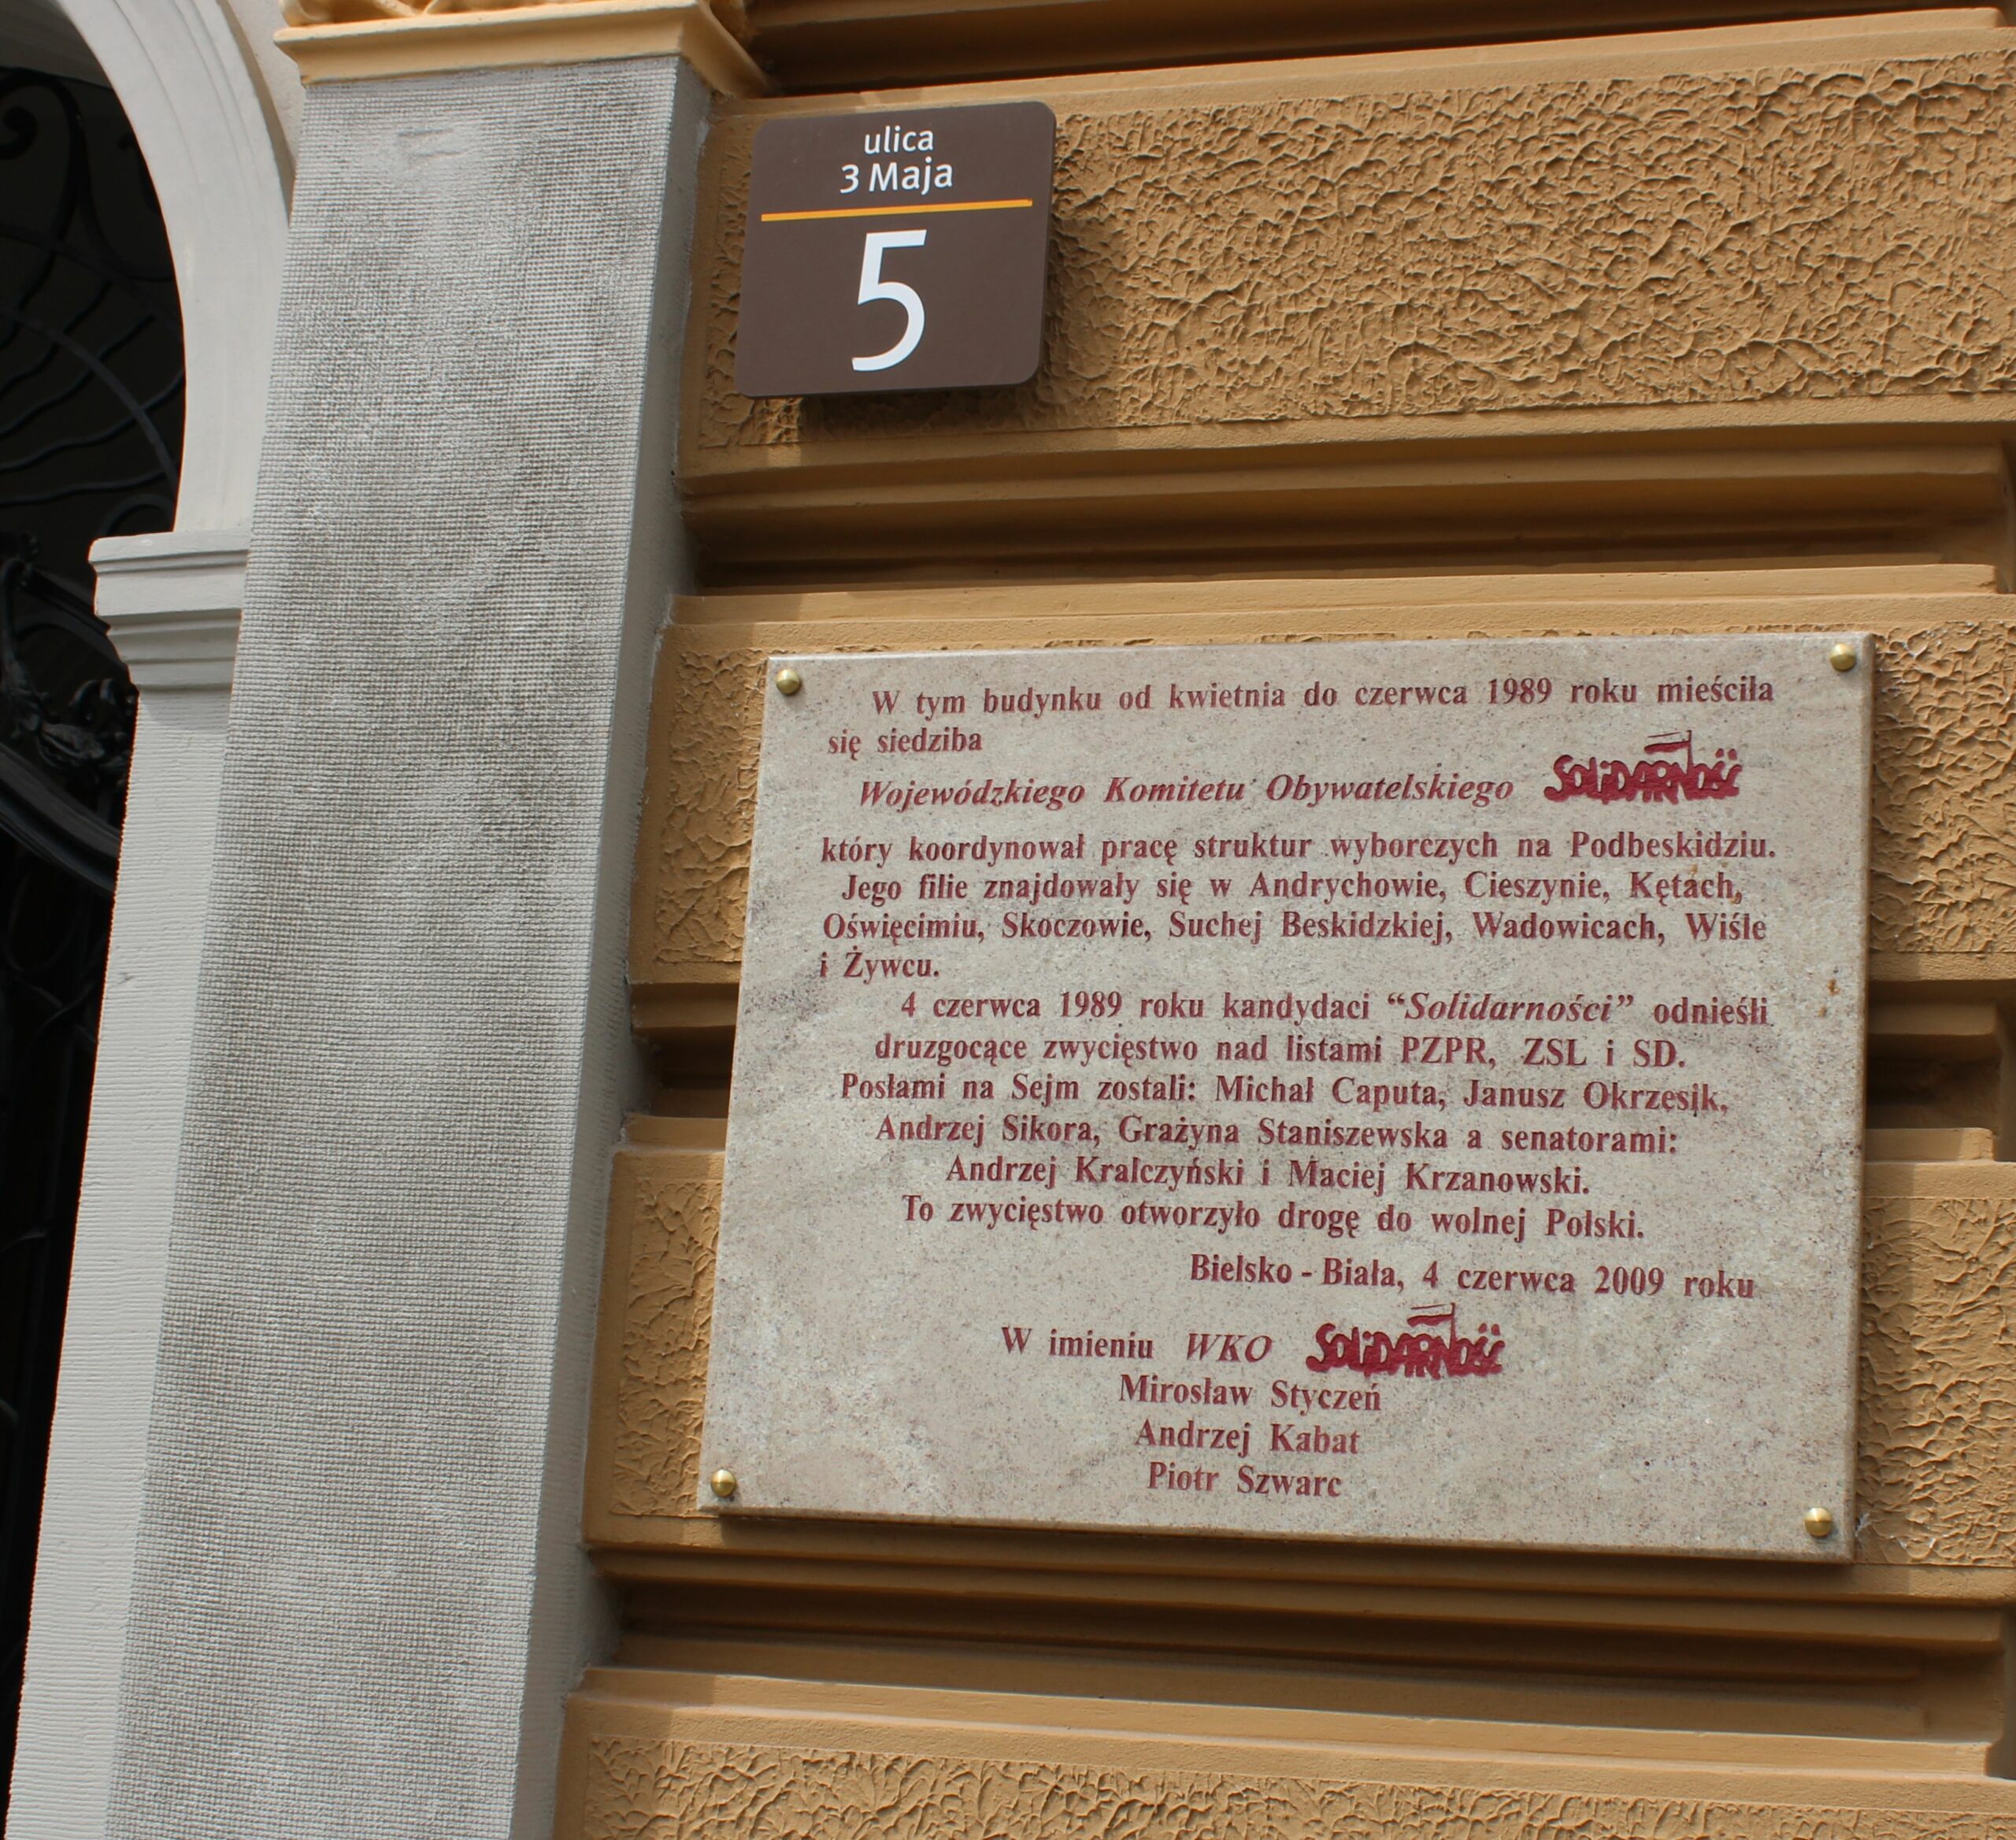 ulica
3 Maja
5
W tym budynku od kwietnia do czerwca 1989 roku mieściła
się siedziba
Wojewódzkiego Komitetu Obywatelskiego SOLIDARNOŚĆ
który koordynował pracę struktur wyborczych na Podbeskidziu.
Jego filie znajdowały się w Andrychowie, Cieszynie, Kętach,
Oświęcimiu, Skoczowie, Suchej Beskidzkiej, Wadowicach, Wiśle
i Żywcu.
4 czerwca 1989 roku kandydaci “Solidarności” odnieśli
druzgocące zwycięstwo nad listami PZPR, ZSL i SD.
Posłami na Sejm zostali: Michał Caputa, Janusz Okrzesik,
Andrzej Sikora, Grażyna Staniszewska a senatorami:
Andrzej Kralczyński i Maciej Krzanowski.
To zwycięstwo otworzyło drogę do wolnej Polski.
Bielsko - Biała, 4 czerwca 2009 roku
W imieniu WKO SOLIDARNOŚĆ
Mirosław Styczeń
Andrzej Kabat
Piotr Szwarc